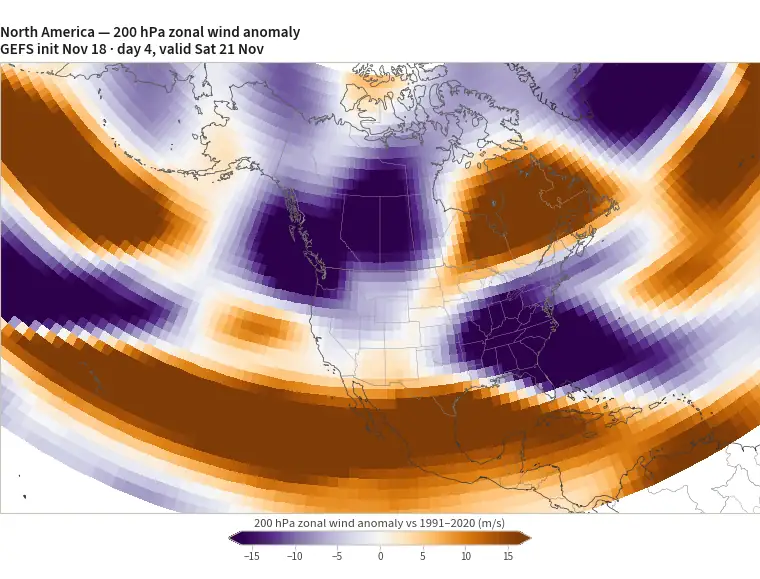 North America — 200 hPa zonal wind anomaly
GEFS init Nov 18 · day 4, valid Sat 21 Nov
200 hPa zonal wind anomaly vs 1991–2020 (m/s)
−15 −10 −5 0 5 10 15